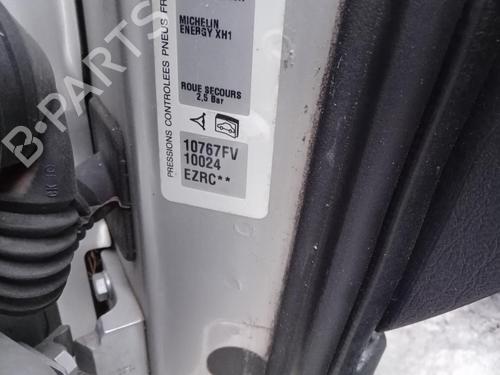 MICHELIN
ENERGY XH1
ROUE SECOURS
2,5 Bar
PRESSIONS CONTROLEES PNEUS FR
10767FV
10024
EZRC**
B-PARTS